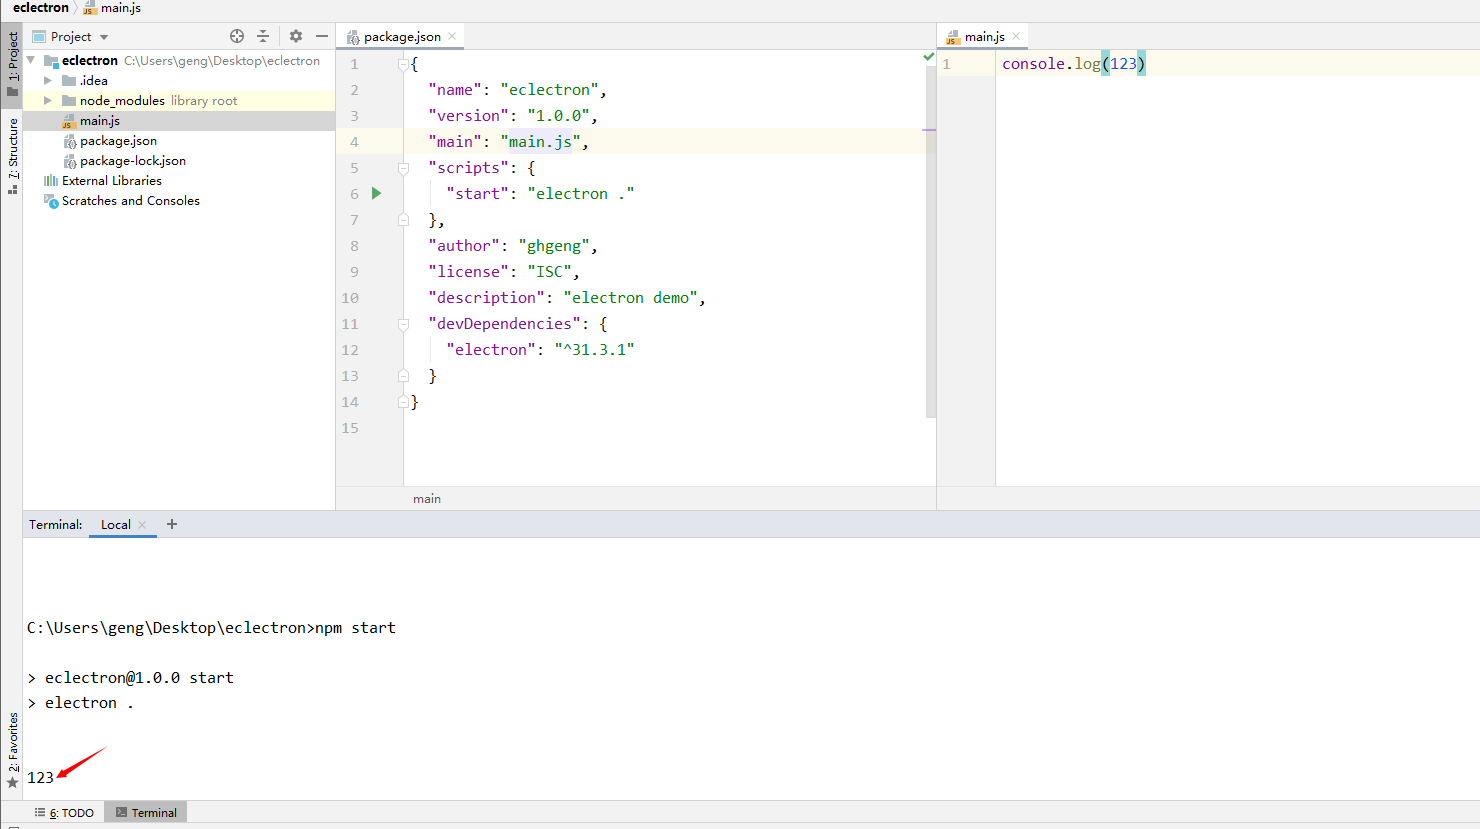 eclectron main.js
Project
package.json
main.js
1: Project
eclectron C:\Users\geng\Desktop\eclectron
.idea
node_modules library root
main.js
package.json
package-lock.json
External Libraries
Scratches and Consoles
7: Structure
1 {
2 "name": "eclectron",
3 "version": "1.0.0",
4 "main": "main.js",
5 "scripts": {
6 "start": "electron ."
7 },
8 "author": "ghgeng",
9 "license": "ISC",
10 "description": "electron demo",
11 "devDependencies": {
12 "electron": "^31.3.1"
13 }
14 }
15
main
1 console.log(123)
Terminal: Local
C:\Users\geng\Desktop\eclectron>npm start
> eclectron@1.0.0 start
> electron .
123
2: Favorites
6: TODO Terminal